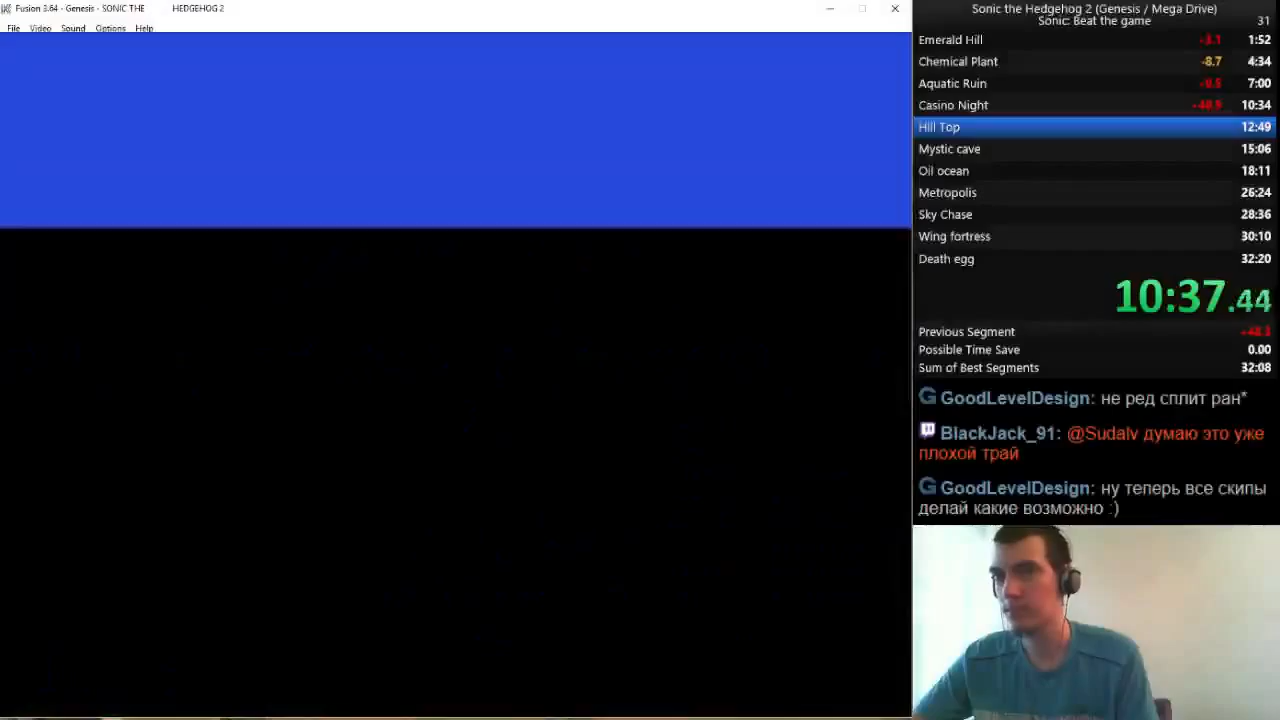 Fusion 3.64 - Genesis - SONIC THE HEDGEHOG 2
File Video Sound Options Help
Sonic the Hedgehog 2 (Genesis / Mega Drive)
Sonic: Beat the game 31
Emerald Hill 1:52
Chemical Plant -8.7 4:34
Aquatic Ruin 7:00
Casino Night 10:34
Hill Top 12:49
Mystic cave 15:06
Oil ocean 18:11
Metropolis 26:24
Sky Chase 28:36
Wing fortress 30:10
Death egg 32:20
10:37.44
Previous Segment
Possible Time Save 0.00
Sum of Best Segments 32:08
GoodLevelDesign: не ред сплит ран*
BlackJack_91: @Sudalv думаю это уже
плохой трай
GoodLevelDesign: ну теперь все скипы
делай какие возможно :)